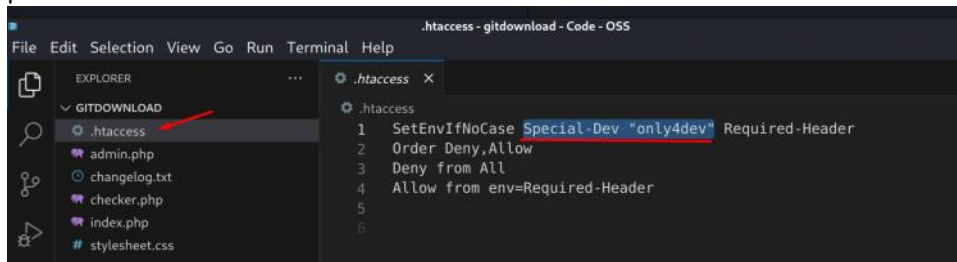 .htaccess - gitdownload - Code - OSS
File Edit Selection View Go Run Terminal Help
EXPLORER ... .htaccess ×
GITDOWNLOAD .htaccess
.htaccess 1 SetEnvIfNoCase Special-Dev "only4dev" Required-Header
admin.php 2 Order Deny,Allow
changelog.txt 3 Deny from All
checker.php 4 Allow from env=Required-Header
index.php 5
# stylesheet.css 6